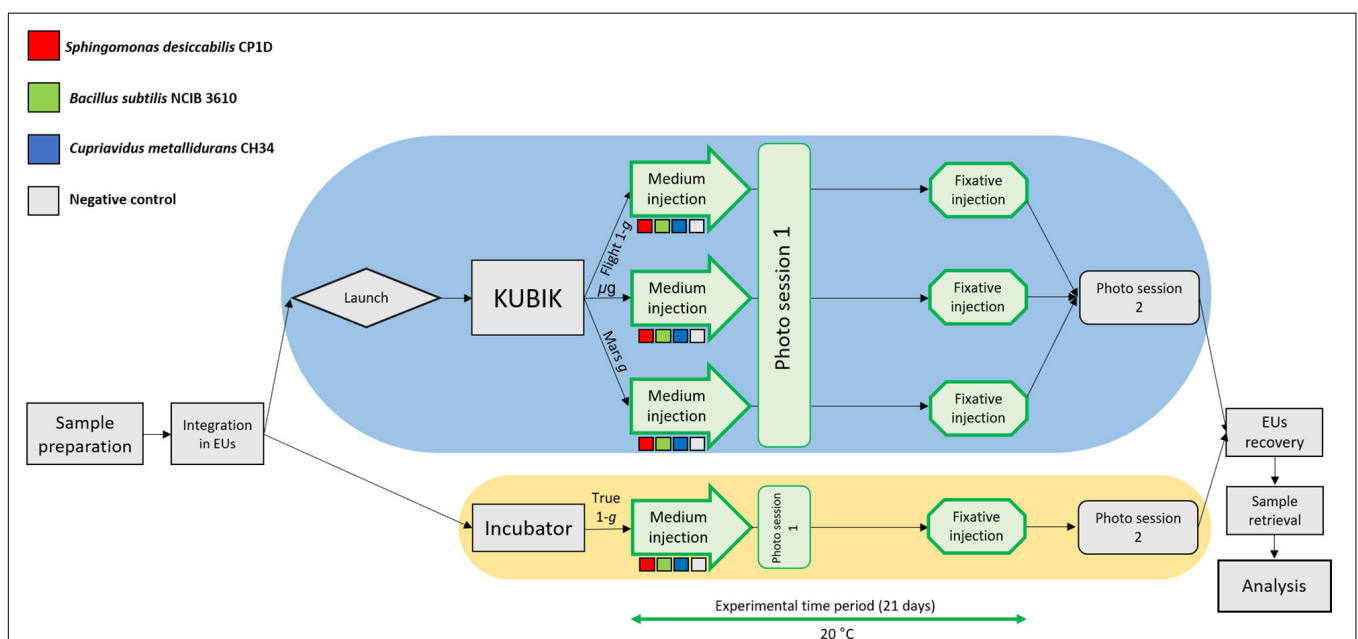 Sphingomonas desiccabilis CP1D
Bacillus subtilis NCIB 3610
Cupriavidus metallidurans CH34
Negative control
Sample
preparation
Integration
in EUs
Launch
KUBIK
Flight 1-g
µg
Mars g
Medium
injection
Medium
injection
Medium
injection
Photo session 1
Fixative
injection
Fixative
injection
Fixative
injection
Photo session
2
Incubator
True
1-g
Medium
injection
Photo session
1
Fixative
injection
Photo session
2
EUs
recovery
Sample
retrieval
Analysis
Experimental time period (21 days)
20 °C